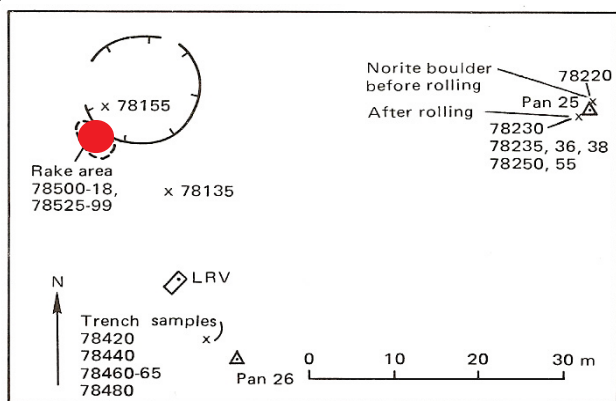 Norite boulder
before rolling
78220
Pan 25
After rolling
78230
78235, 36, 38
78250, 55
x 78155
Rake area
78500-18,
78525-99
x 78135
N
LRV
Trench samples
78420
x
78440
78460-65
78480
Pan 26
0 10 20 30 m